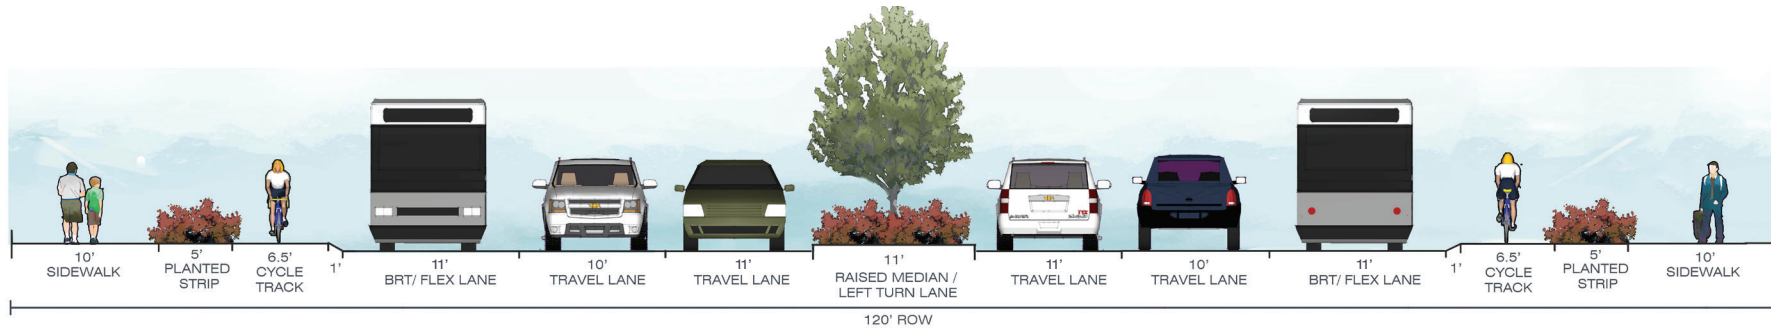 10'
SIDEWALK
5'
PLANTED
STRIP
6.5'
CYCLE
TRACK
1'
11'
BRT/ FLEX LANE
10'
TRAVEL LANE
11'
TRAVEL LANE
11'
RAISED MEDIAN /
LEFT TURN LANE
11'
TRAVEL LANE
10'
TRAVEL LANE
11'
BRT/ FLEX LANE
1'
6.5'
CYCLE
TRACK
5'
PLANTED
STRIP
10'
SIDEWALK
120' ROW